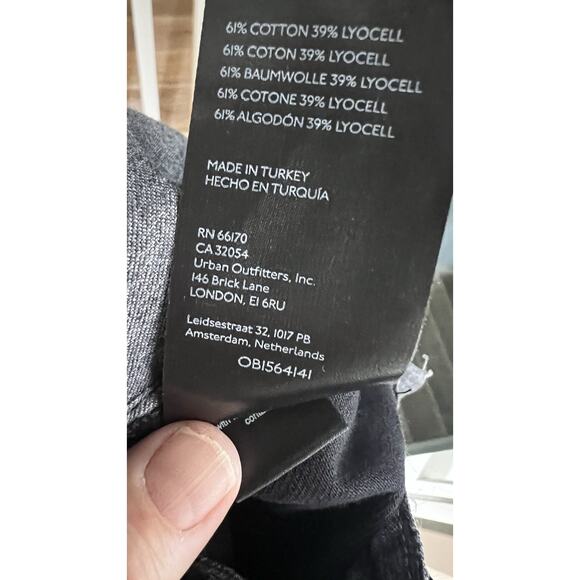 61% COTTON 39% LYOCELL
61% COTON 39% LYOCELL
61% BAUMWOLLE 39% LYOCELL
61% COTONE 39% LYOCELL
61% ALGODÓN 39% LYOCELL
MADE IN TURKEY
HECHO EN TURQUÍA
RN 66170
CA 32054
Urban Outfitters, Inc.
146 Brick Lane
LONDON, E1 6RU
Leidsestraat 32, 1017 PB
Amsterdam, Netherlands
OB1564141